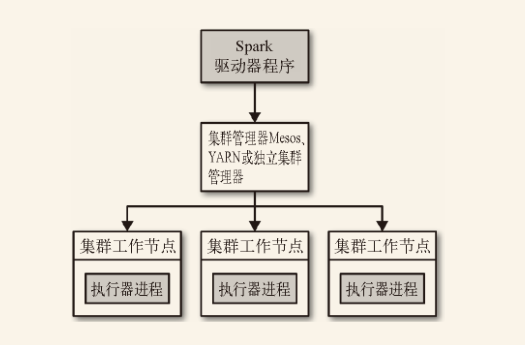 Spark
驱动器程序
集群管理器Mesos、
YARN或独立集群
管理器
集群工作节点
集群工作节点
集群工作节点
执行器进程
执行器进程
执行器进程